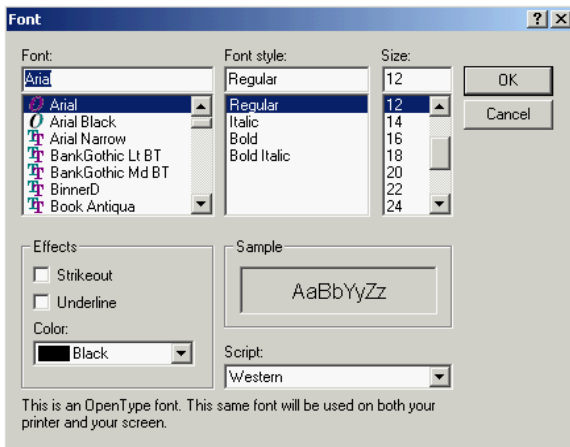 Font
Font:
Arial
Arial
Arial Black
Arial Narrow
BankGothic Lt BT
BankGothic Md BT
BinnerD
Book Antiqua
Font style:
Regular
Regular
Italic
Bold
Bold Italic
Size:
12
12
14
16
18
20
22
24
OK
Cancel
Effects
Strikeout
Underline
Color:
Black
Sample
AaBbYyZz
Script:
Western
This is an OpenType font. This same font will be used on both your
printer and your screen.